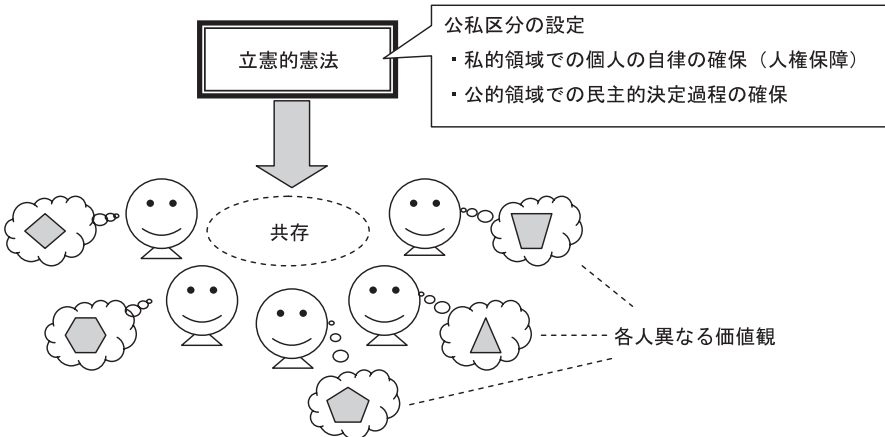 立憲的憲法
公私区分の設定
・私的領域での個人の自律の確保（人権保障）
・公的領域での民主的決定過程の確保
共存
各人異なる価値観